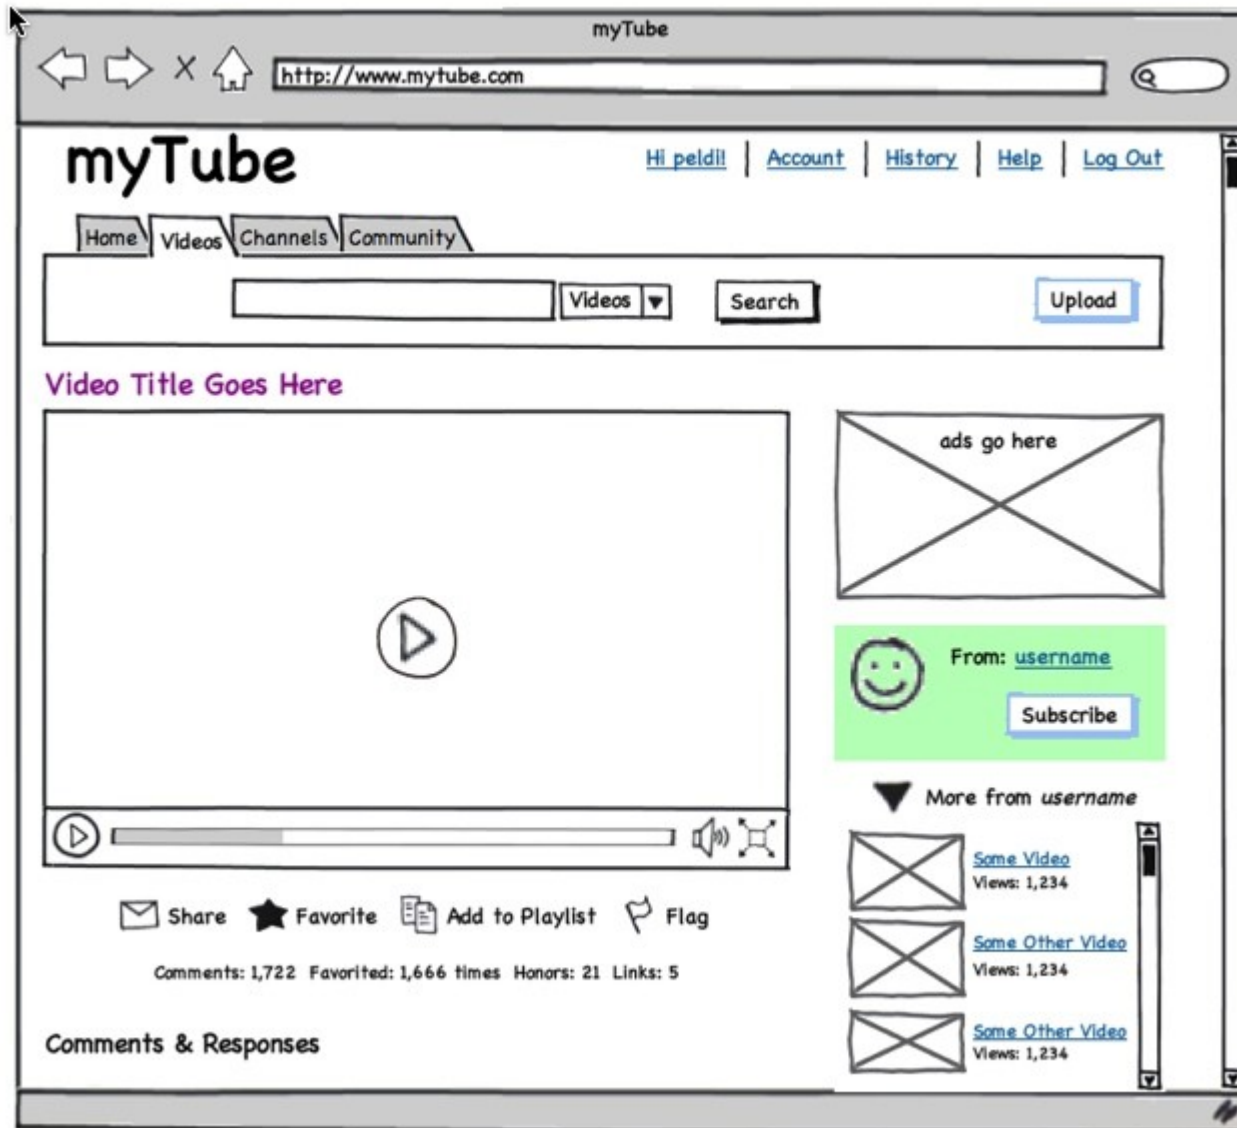 myTube
http://www.mytube.com
myTube
Hi peldi! Account History Help Log Out
Home Videos Channels Community
Videos Search Upload
Video Title Goes Here
ads go here
From: username
Subscribe
More from username
Some Video
Views: 1,234
Some Other Video
Views: 1,234
Some Other Video
Views: 1,234
Share Favorite Add to Playlist Flag
Comments: 1,722 Favorited: 1,666 times Honors: 21 Links: 5
Comments & Responses